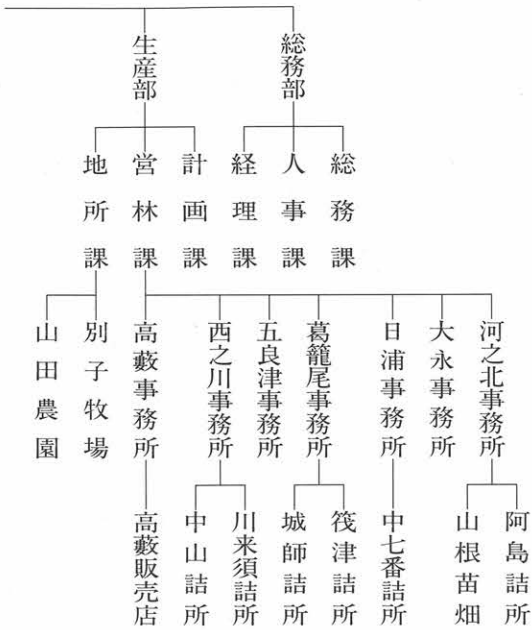 総務部
生産部
総務課
人事課
経理課
計画課
営林課
地所課
河之北事務所
大永事務所
日浦事務所
葛籠尾事務所
五良津事務所
西之川事務所
高藪事務所
別子牧場
山田農園
阿島詰所
山根苗畑
中七番詰所
筏津詰所
城師詰所
川来須詰所
中山詰所
高藪販売店